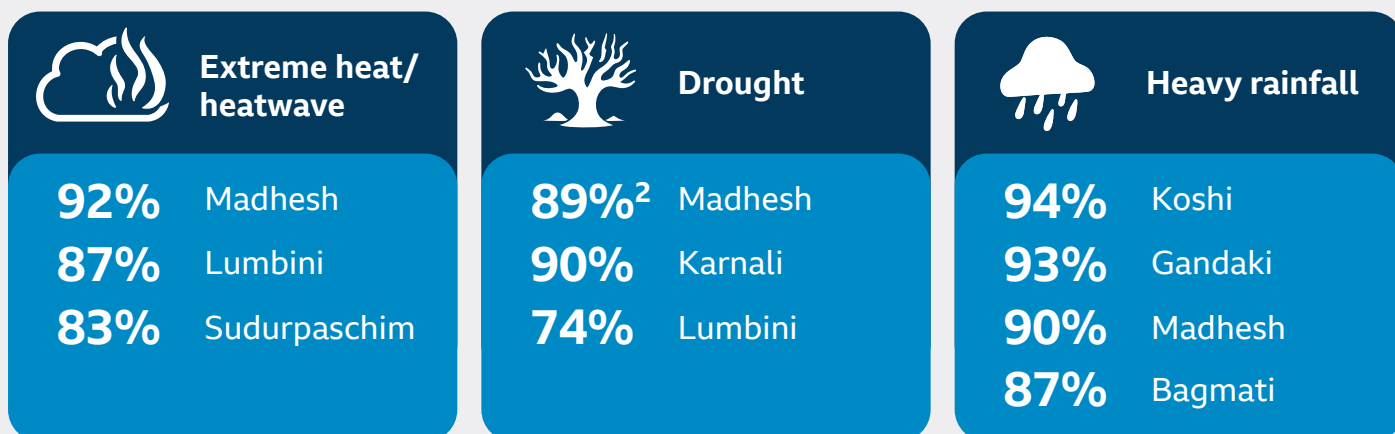 Extreme heat/
heatwave
92% Madhesh
87% Lumbini
83% Sudurpaschim
Drought
89%² Madhesh
90% Karnali
74% Lumbini
Heavy rainfall
94% Koshi
93% Gandaki
90% Madhesh
87% Bagmati